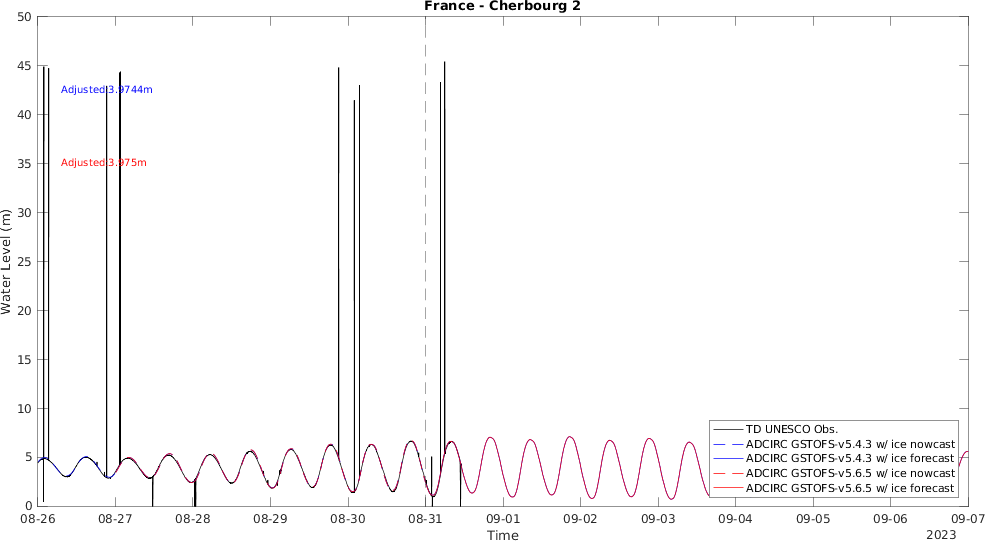 France - Cherbourg 2
50
45
40
35
30
25
20
15
10
5
0
Water Level (m)
Adjusted 3.9744m
Adjusted 3.975m
TD UNESCO Obs.
ADCIRC GSTOFS-v5.4.3 w/ ice nowcast
ADCIRC GSTOFS-v5.4.3 w/ ice forecast
ADCIRC GSTOFS-v5.6.5 w/ ice nowcast
ADCIRC GSTOFS-v5.6.5 w/ ice forecast
08-26 08-27 08-28 08-29 08-30 08-31 09-01 09-02 09-03 09-04 09-05 09-06 09-07
Time
2023